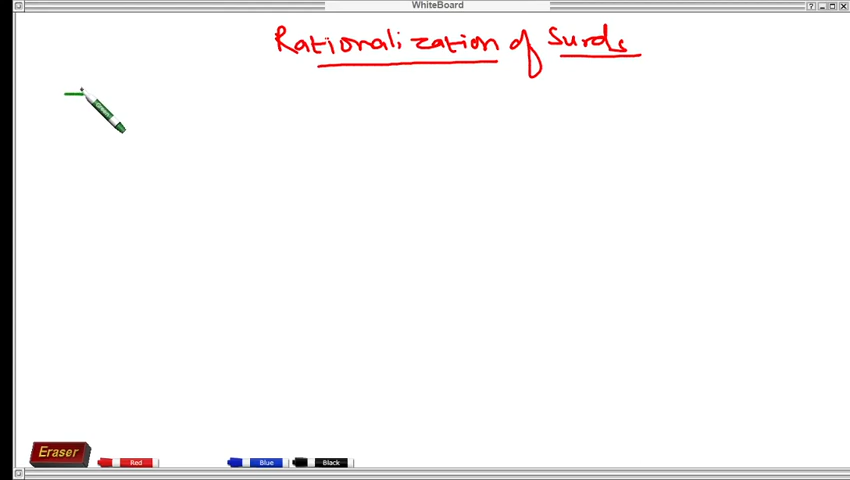 WhiteBoard
Rationalization of Surds
Eraser
Red
Blue
Black